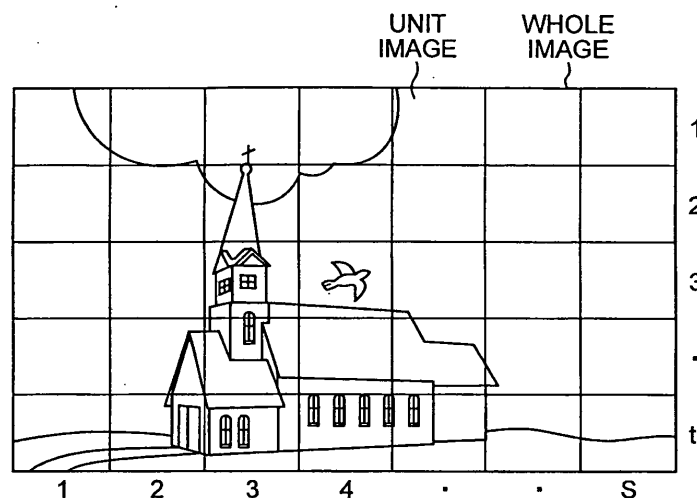 UNIT
IMAGE
WHOLE
IMAGE
1
2
3
.
t
1 2 3 4 . . S